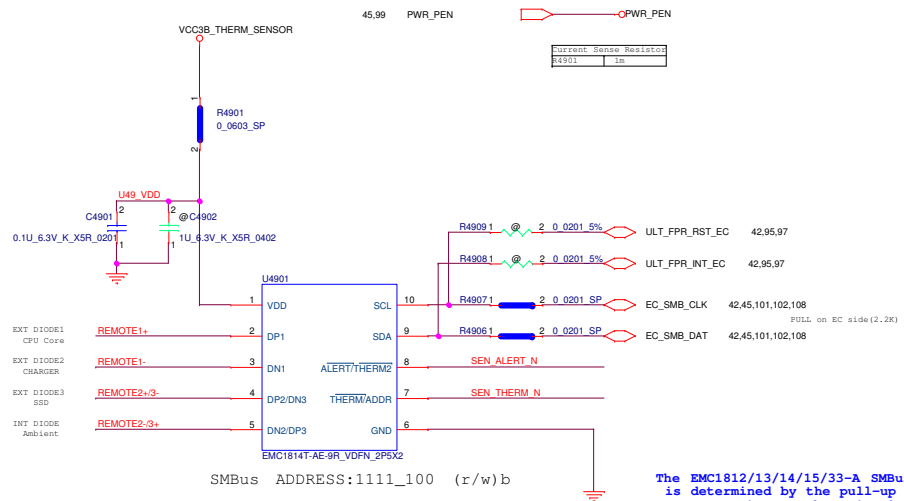 45,99 PWR_PEN PWR_PEN
VCC3B_THERM_SENSOR
Current Sense Resistor
R4901 1m
1
R4901
0_0603_SP
2
U49_VDD
C4901 2 2 @C4902
0.1U_6.3V_K_X5R_0201 1 1 1U_6.3V_K_X5R_0402
R4909 1 @ 2 0_0201_5% ULT_FPR_RST_EC 42,95,97
R4908 1 @ 2 0_0201_5% ULT_FPR_INT_EC 42,95,97
U4901
1 VDD SCL 10 R4907 1 2 0_0201_SP EC_SMB_CLK 42,45,101,102,108
PULL on EC side(2.2K)
EXT DIODE1
CPU Core
REMOTE1+ 2 DP1 SDA 9 R4906 1 2 0_0201_SP EC_SMB_DAT 42,45,101,102,108
EXT DIODE2
CHARGER
REMOTE1- 3 DN1 ALERT/THERM2 8 SEN_ALERT_N
EXT DIODE3
SSD
REMOTE2+/3- 4 DP2/DN3 THERM/ADDR 7 SEN_THERM_N
INT DIODE
Ambient
REMOTE2-/3+ 5 DN2/DP3 GND 6
EMC1814T-AE-9R_VDFN_2P5X2
SMBus ADDRESS:1111_100 (r/w)b
The EMC1812/13/14/15/33-A SMBu
is determined by the pull-up